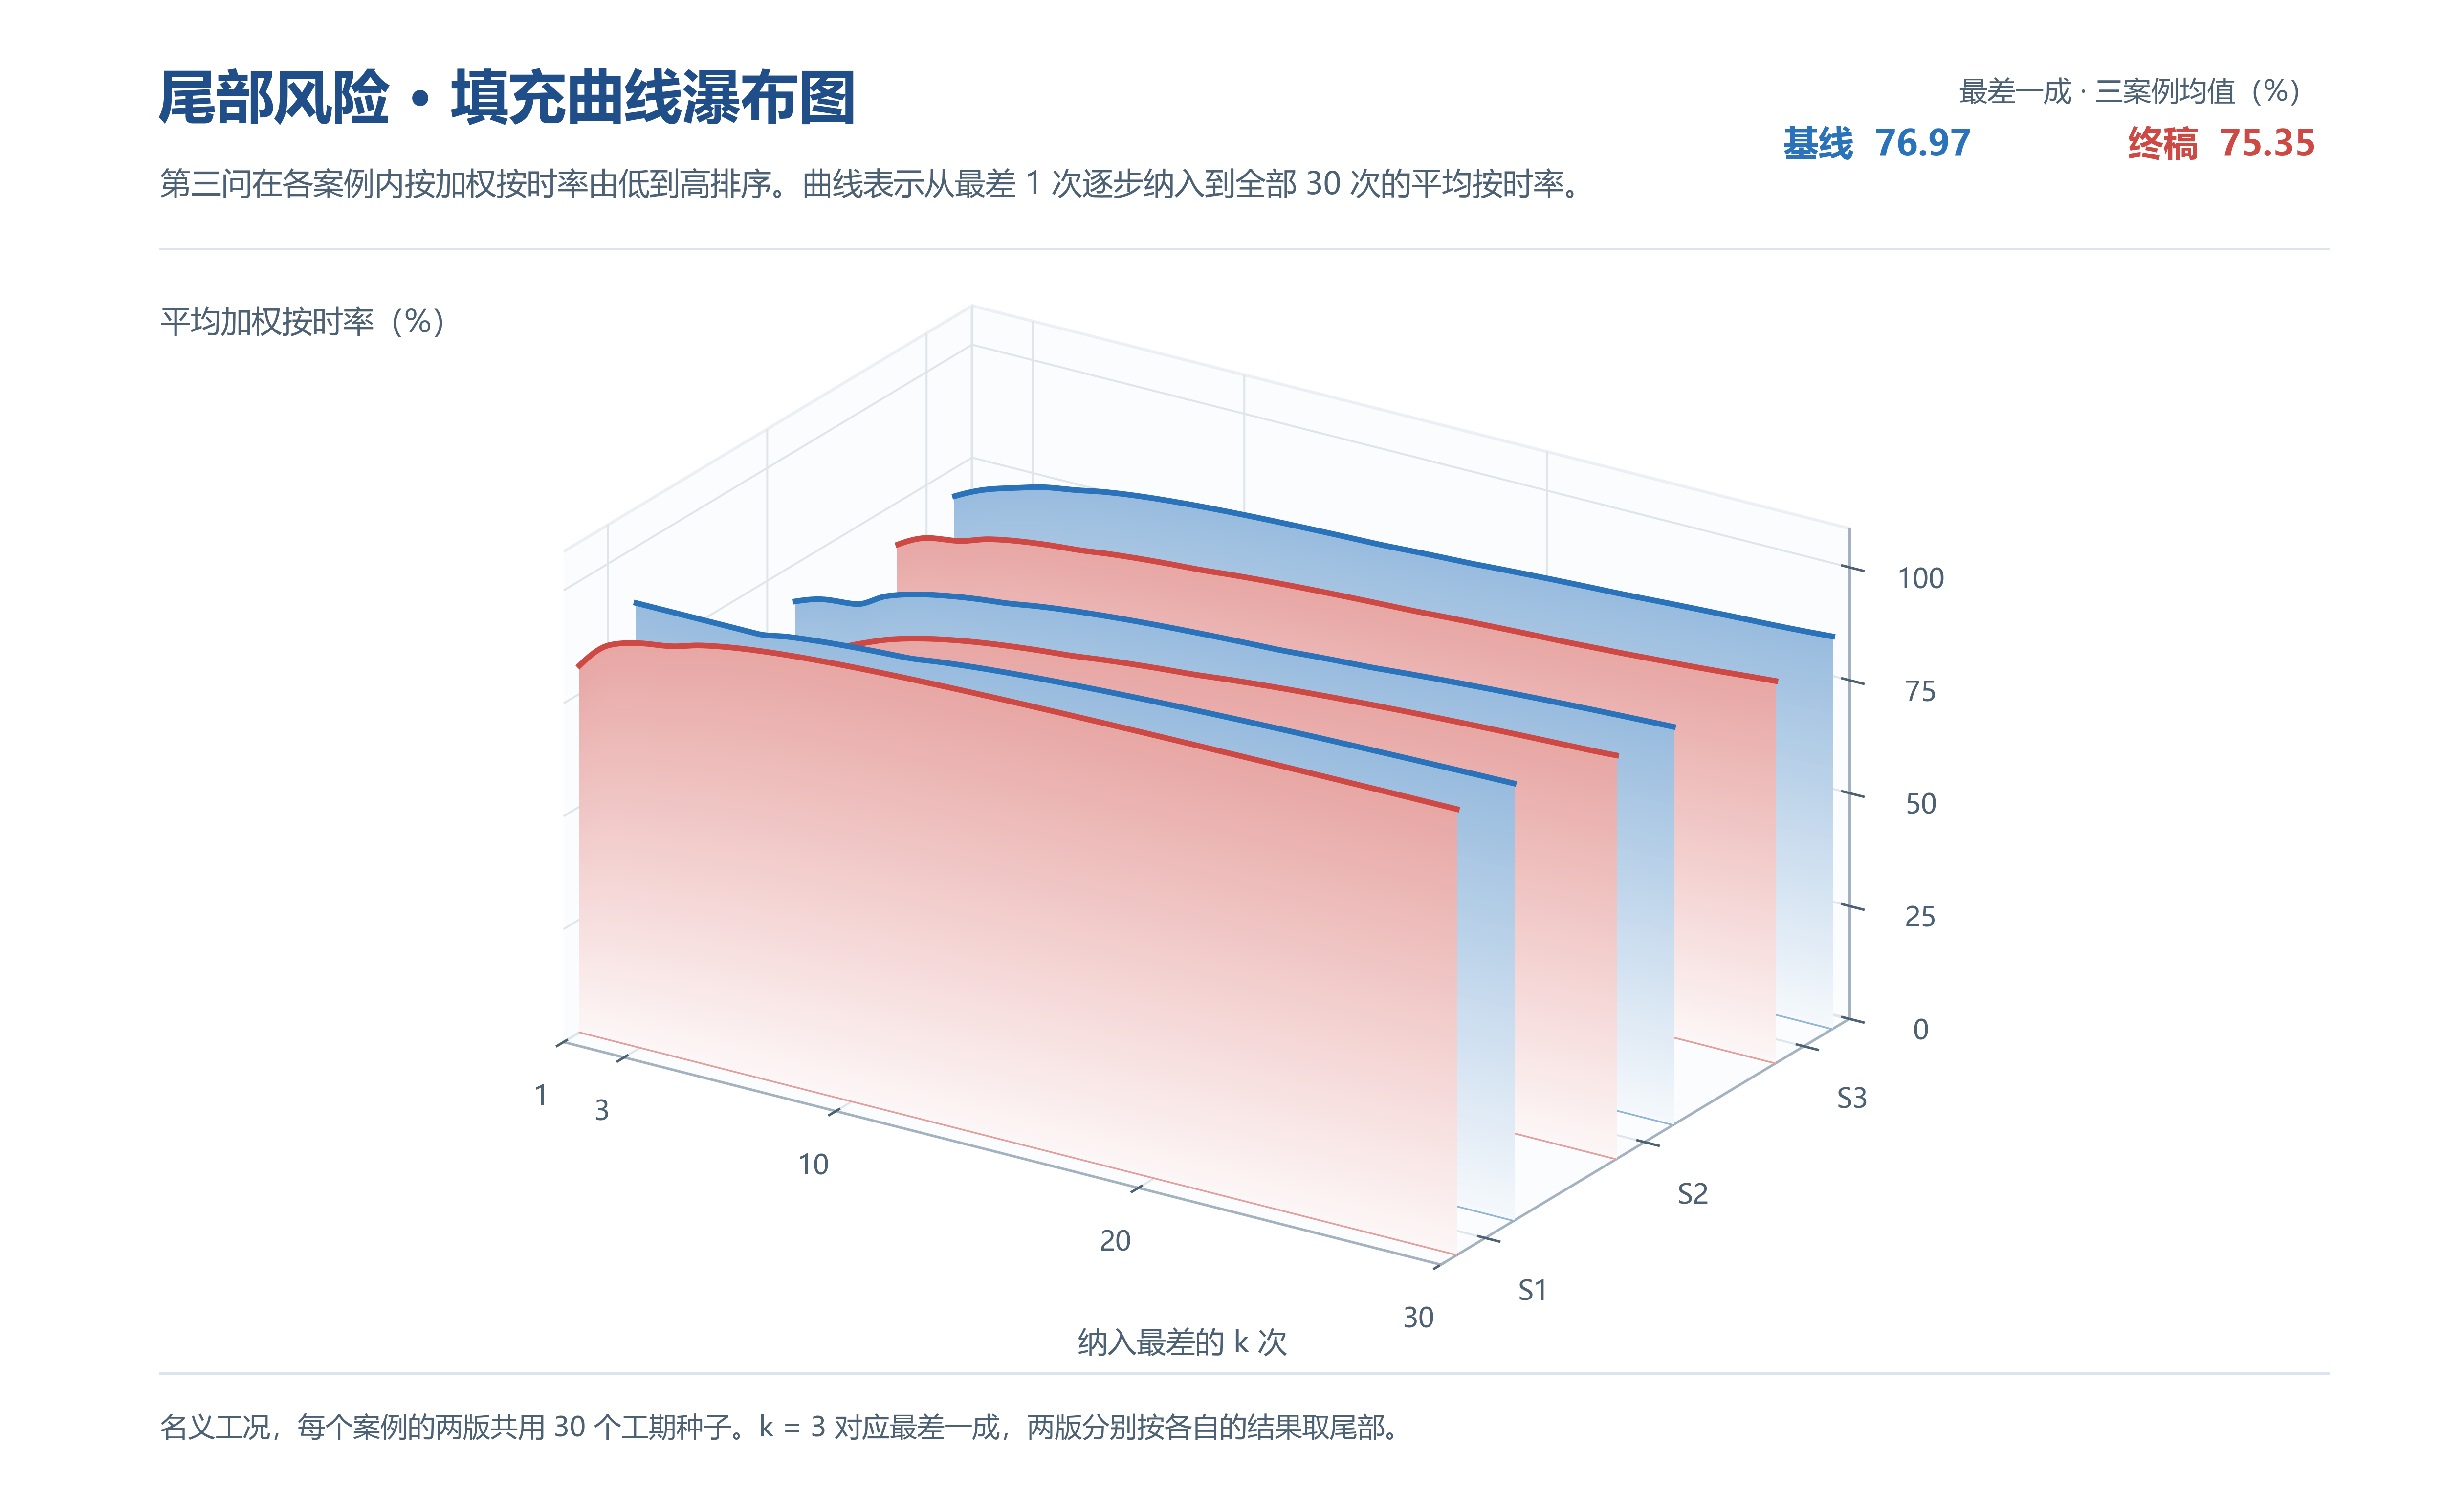 尾部风险 · 填充曲线瀑布图
最差一成 · 三案例均值（%）
基线 76.97
终稿 75.35
第三问在各案例内按加权按时率由低到高排序。曲线表示从最差 1 次逐步纳入到全部 30 次的平均按时率。
平均加权按时率（%）
100
75
50
25
0
S3
S2
S1
1
3
10
20
30
纳入最差的 k 次
名义工况，每个案例的两版共用 30 个工期种子。k = 3 对应最差一成，两版分别按各自的结果取尾部。